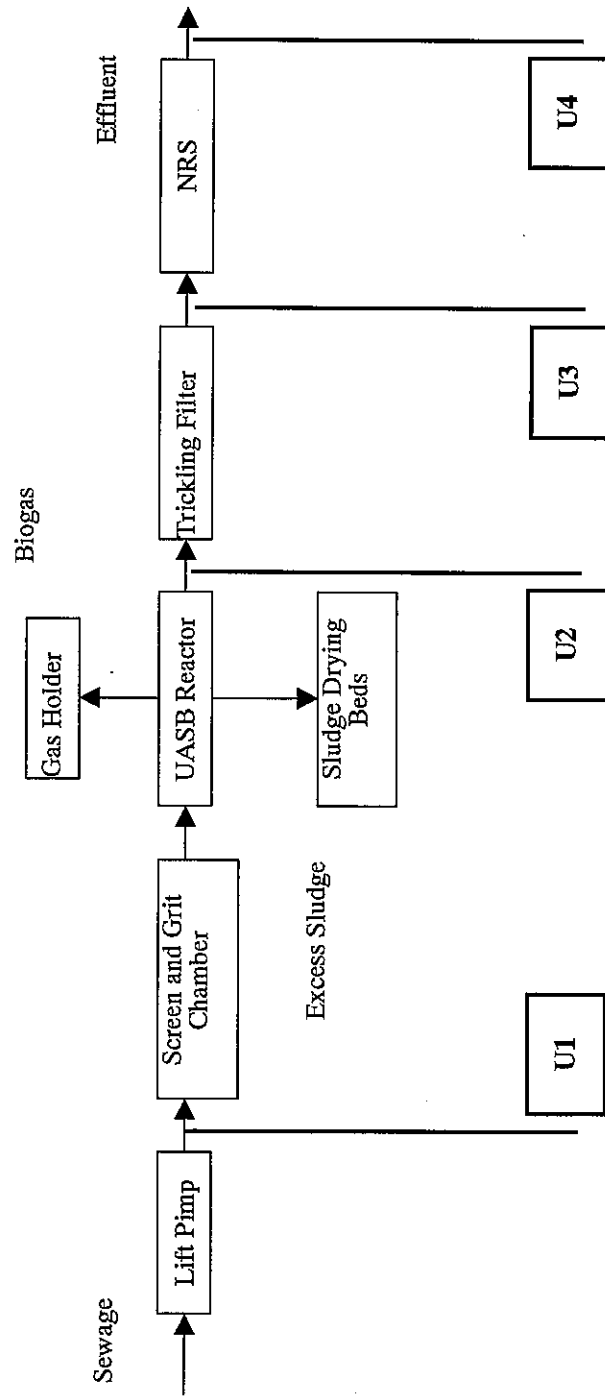 Sewage
Lift Pimp
Screen and Grit
Chamber
Excess Sludge
UASB Reactor
Gas Holder
Biogas
Sludge Drying
Beds
Trickling Filter
NRS
Effluent
U1
U2
U3
U4